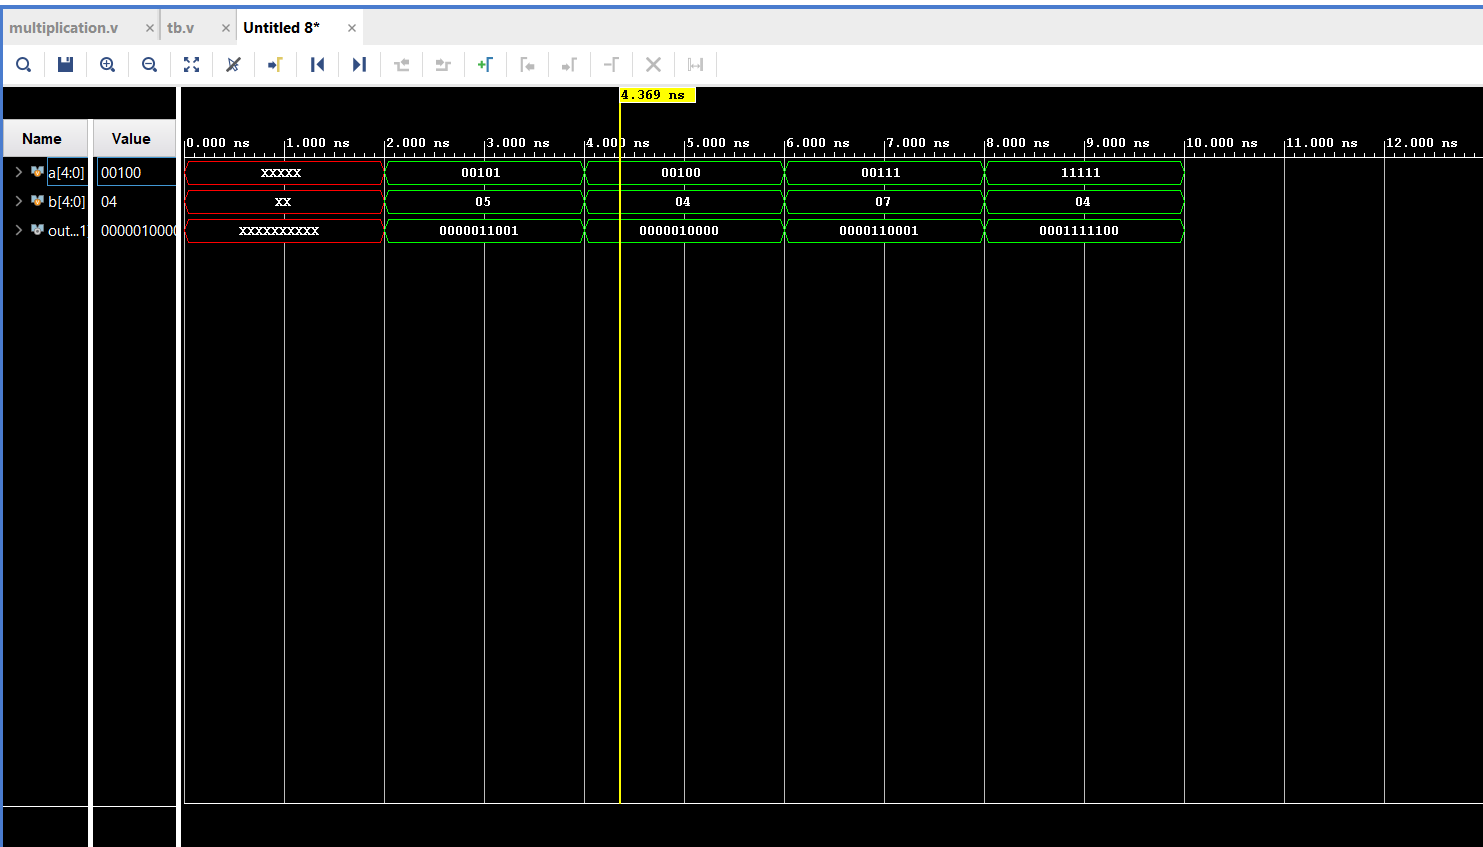 multiplication.v × tb.v × Untitled 8* ×
4.369 ns
Name Value
0.000 ns 1.000 ns 2.000 ns 3.000 ns 4.000 ns 5.000 ns 6.000 ns 7.000 ns 8.000 ns 9.000 ns 10.000 ns 11.000 ns 12.000 ns
a[4:0] 00100 XXXXX 00101 00100 00111 11111
b[4:0] 04 XX 05 04 07 04
out...1 0000010000 XXXXXXXXXX 0000011001 0000010000 0000110001 0001111100